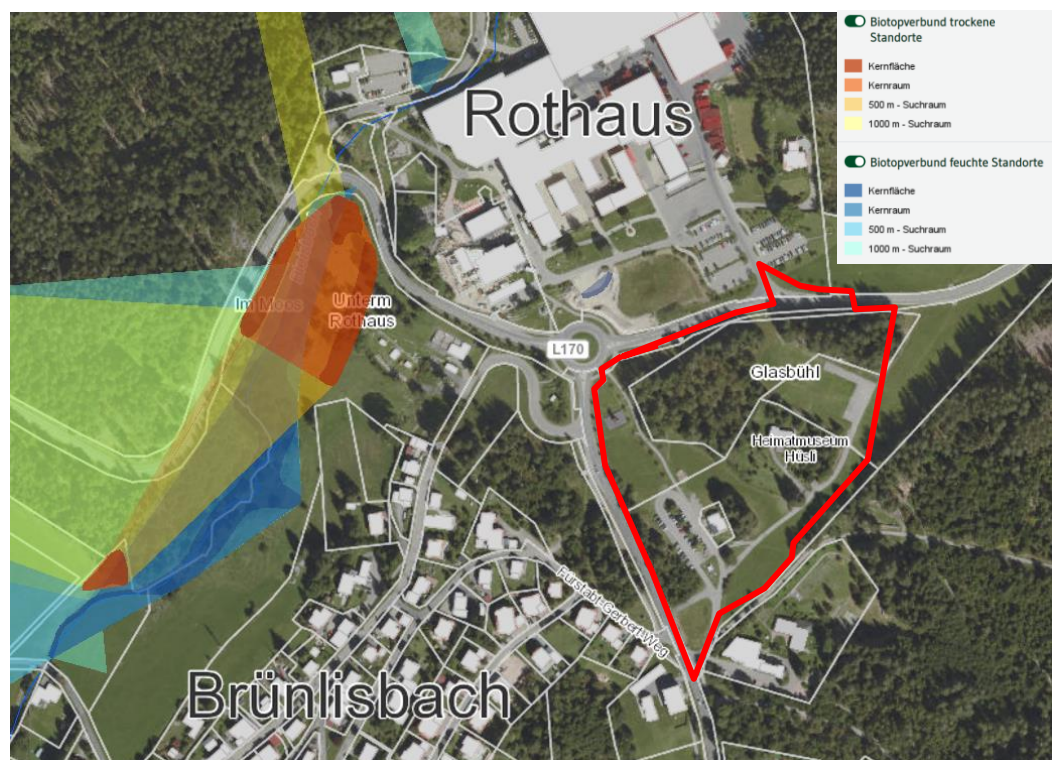 Biotopverbund trockene
Standorte
Kernfläche
Kernraum
500 m - Suchraum
1000 m - Suchraum
Biotopverbund feuchte Standorte
Kernfläche
Kernraum
500 m - Suchraum
1000 m - Suchraum
Rothaus
Im Moos
Unterm
Rothaus
L170
Glasbühl
Heimatmuseum
Hüsli
Fürstabt-Gerbert-Weg
Brünlisbach